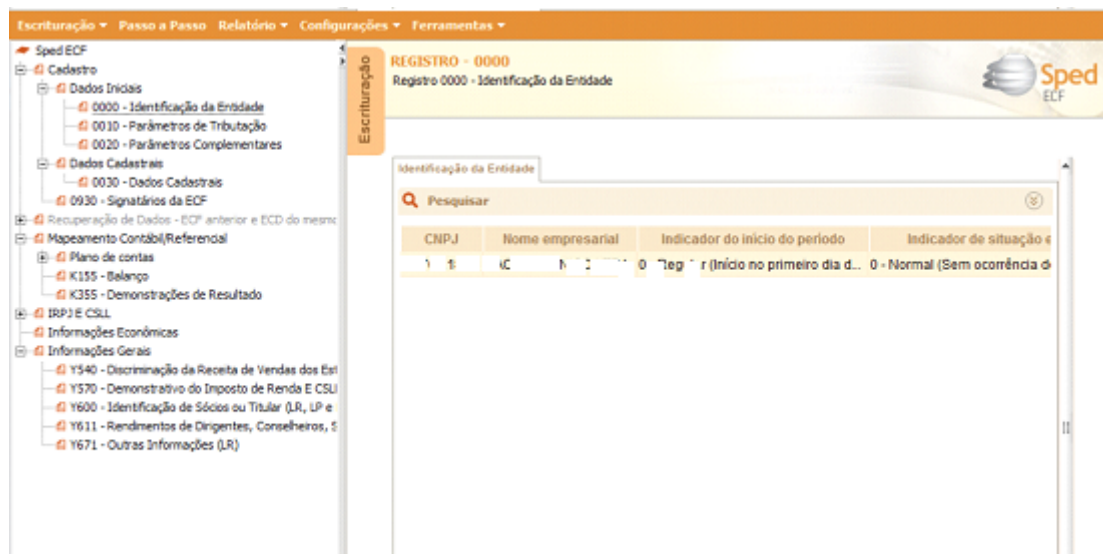 Escrituração Passo a Passo Relatório Configurações Ferramentas
Sped ECF
Cadastro
Dados Iniciais
0000 - Identificação da Entidade
0010 - Parâmetros de Tributação
0020 - Parâmetros Complementares
Dados Cadastrais
0030 - Dados Cadastrais
0930 - Signatários da ECF
Recuperação de Dados - ECF anterior e ECD do mesmo
Mapeamento Contábil/Referencial
Plano de contas
K155 - Balanço
K355 - Demonstrações de Resultado
IRPJ E CSLL
Informações Econômicas
Informações Gerais
Y540 - Discriminação da Receita de Vendas dos Est
Y570 - Demonstrativo do Imposto de Renda E CSLL
Y600 - Identificação de Sócios ou Titular (LR, LP e
Y611 - Rendimentos de Dirigentes, Conselheiros, S
Y671 - Outras Informações (LR)
Escrituração
REGISTRO - 0000
Registro 0000 - Identificação da Entidade
Sped
ECF
Identificação da Entidade
Pesquisar
CNPJ Nome empresarial Indicador do início do período Indicador de situação e
0 - (Início no primeiro dia d... 0 - Normal (Sem ocorrência de